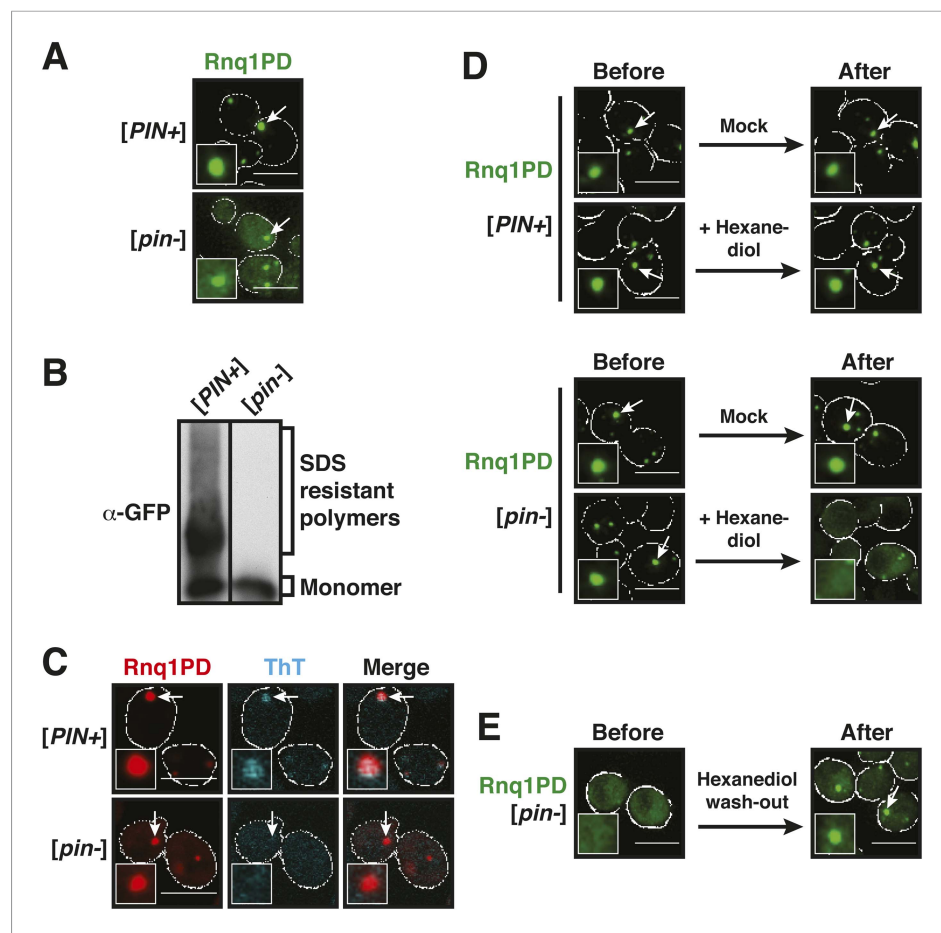 A
Rnq1PD
[PIN+]
[pin-]
B
[PIN+]
[pin-]
α-GFP
SDS
resistant
polymers
Monomer
C
Rnq1PD
ThT
Merge
[PIN+]
[pin-]
D
Before
After
Rnq1PD
[PIN+]
Mock
+ Hexane-
diol
Before
After
Rnq1PD
[pin-]
Mock
+ Hexane-
diol
E
Before
After
Rnq1PD
[pin-]
Hexanediol
wash-out